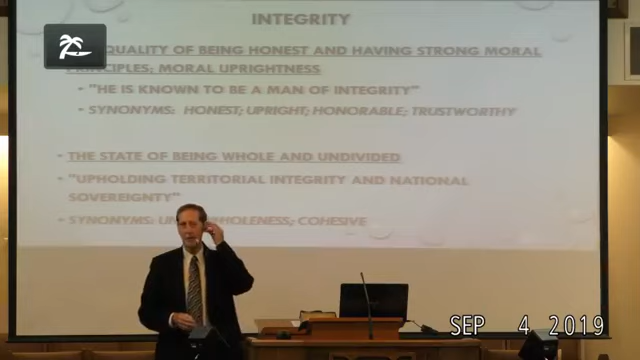 INTEGRITY
QUALITY OF BEING HONEST AND HAVING STRONG MORAL
PRINCIPLES; MORAL UPRIGHTNESS
• "HE IS KNOWN TO BE A MAN OF INTEGRITY"
• SYNONYMS: HONEST; UPRIGHT; HONORABLE; TRUSTWORTHY
• THE STATE OF BEING WHOLE AND UNDIVIDED
• "UPHOLDING TERRITORIAL INTEGRITY AND NATIONAL
SOVEREIGNTY"
• SYNONYMS: WHOLENESS; COHESIVE
SEP 4 2019